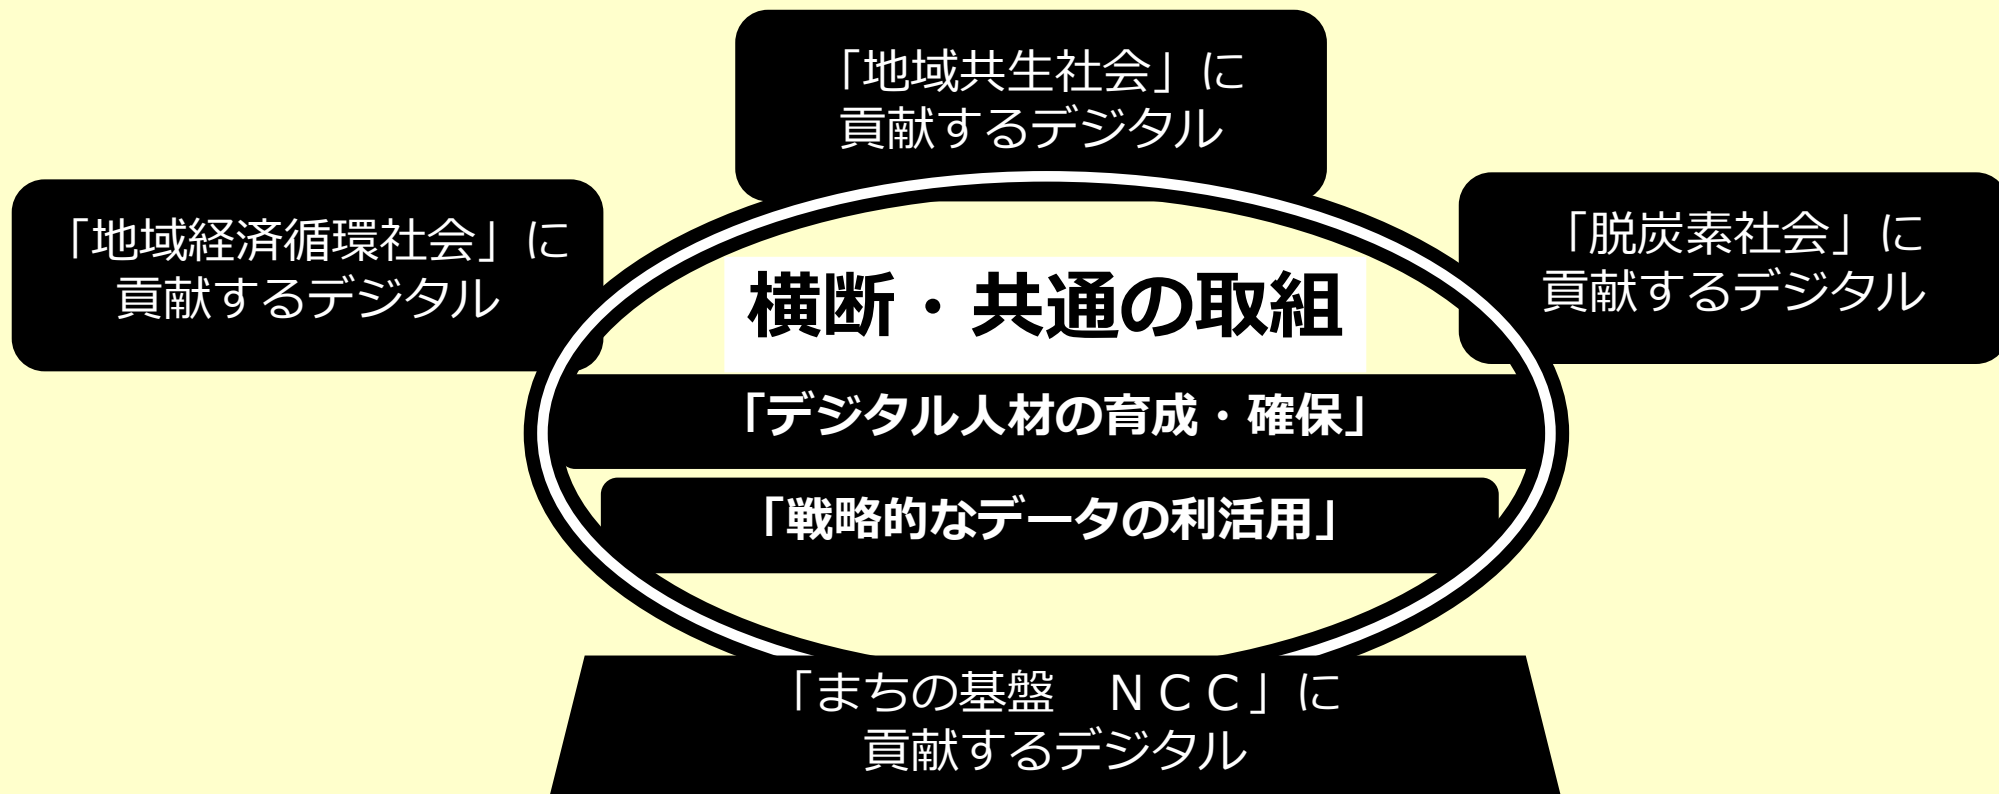 「地域共生社会」に
貢献するデジタル
「地域経済循環社会」に
貢献するデジタル
「脱炭素社会」に
貢献するデジタル
横断・共通の取組
「デジタル人材の育成・確保」
「戦略的なデータの利活用」
「まちの基盤　ＮＣＣ」に
貢献するデジタル